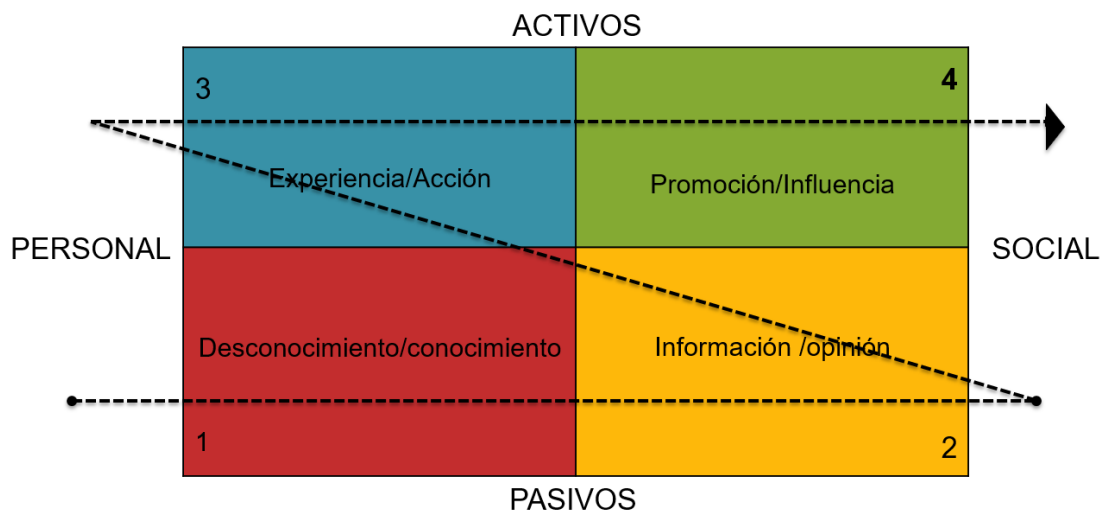 ACTIVOS
3
4
Experiencia/Acción
Promoción/Influencia
PERSONAL
SOCIAL
Desconocimiento/conocimiento
Información /opinión
1
2
PASIVOS